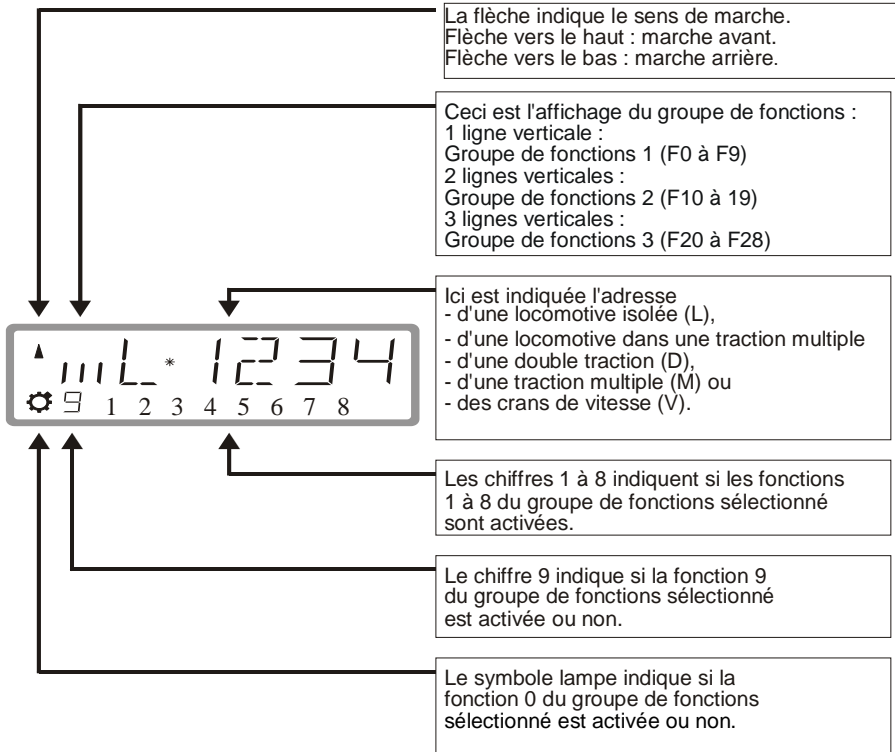 La flèche indique le sens de marche.
Flèche vers le haut : marche avant.
Flèche vers le bas : marche arrière.
Ceci est l'affichage du groupe de fonctions :
1 ligne verticale :
Groupe de fonctions 1 (F0 à F9)
2 lignes verticales :
Groupe de fonctions 2 (F10 à 19)
3 lignes verticales :
Groupe de fonctions 3 (F20 à F28)
Ici est indiquée l'adresse
- d'une locomotive isolée (L),
- d'une locomotive dans une traction multiple
- d'une double traction (D),
- d'une traction multiple (M) ou
- des crans de vitesse (V).
L * 1234
9 1 2 3 4 5 6 7 8
Les chiffres 1 à 8 indiquent si les fonctions
1 à 8 du groupe de fonctions sélectionné
sont activées.
Le chiffre 9 indique si la fonction 9
du groupe de fonctions sélectionné
est activée ou non.
Le symbole lampe indique si la
fonction 0 du groupe de fonctions
sélectionné est activée ou non.